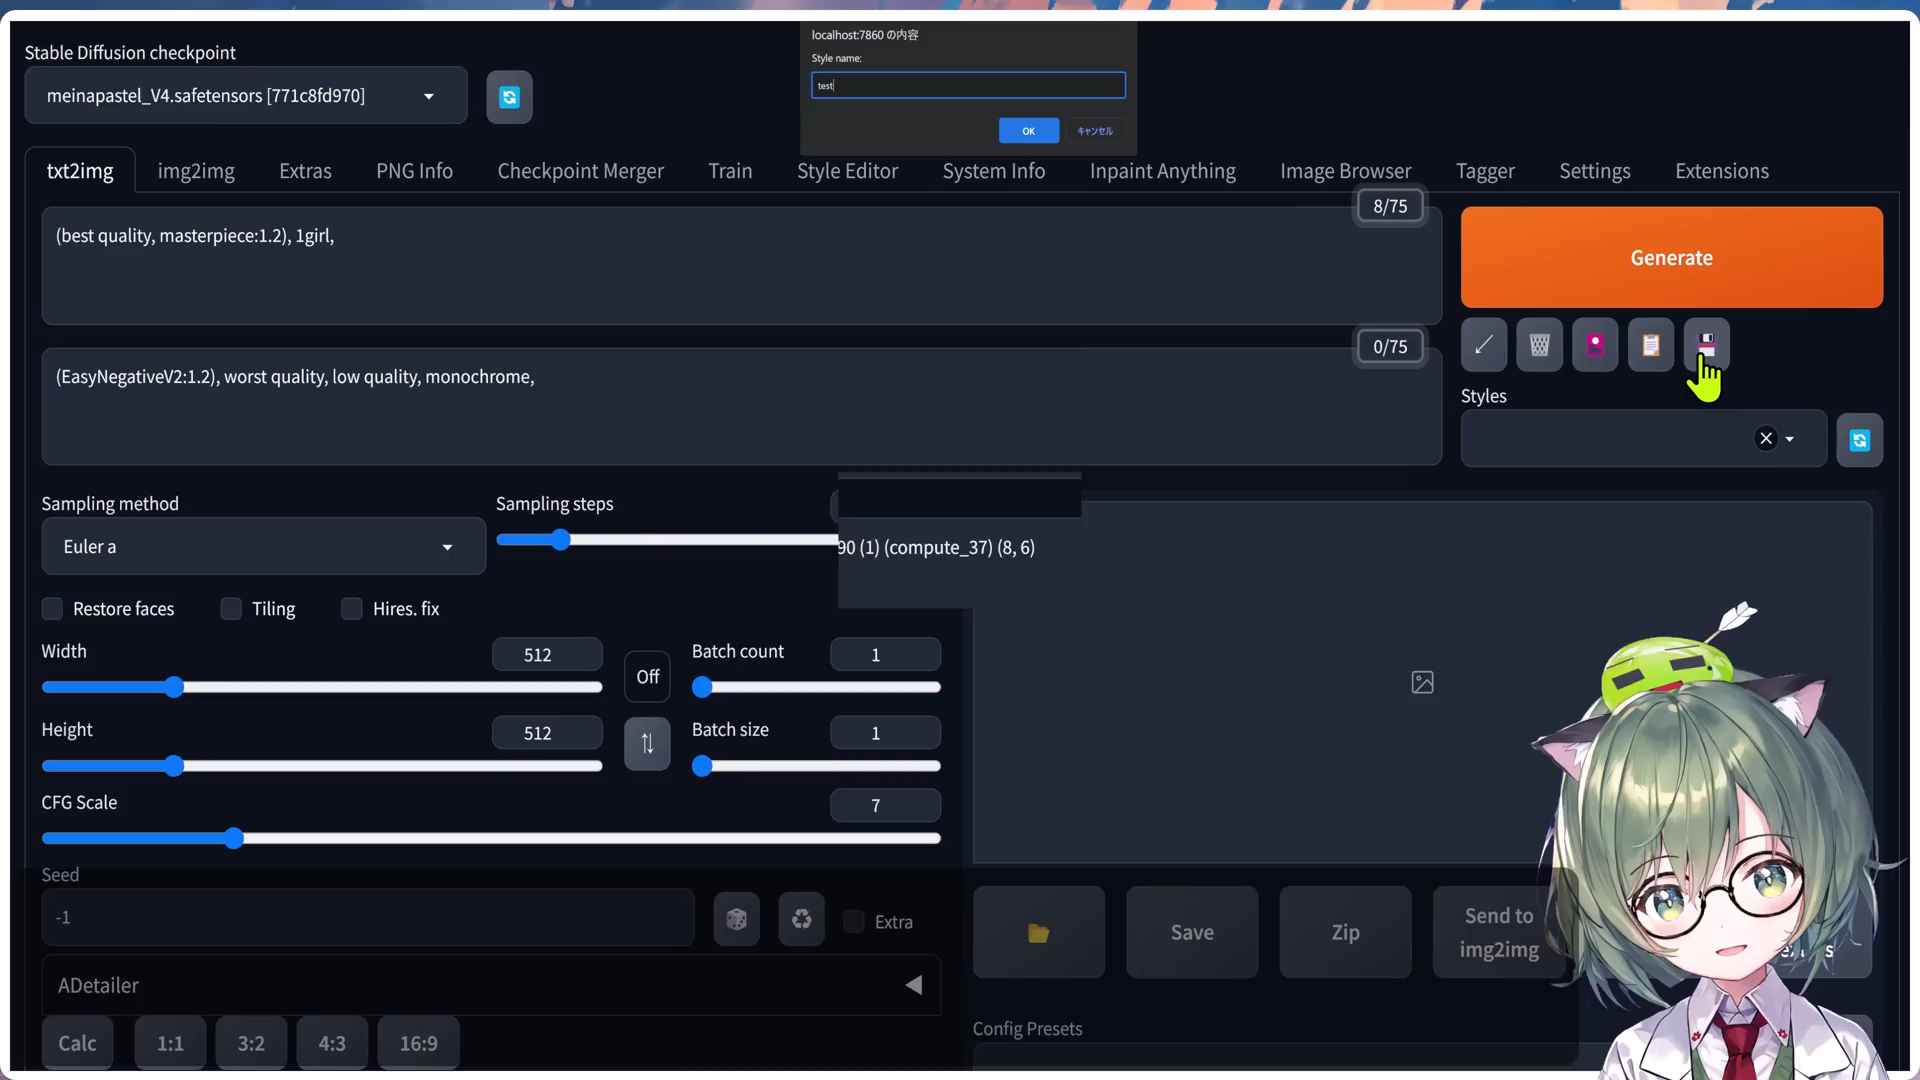 Stable Diffusion checkpoint
meinapastel_V4.safetensors [771c8fd970]
localhost:7860 の内容
Style name:
test
OK
キャンセル
txt2img
img2img
Extras
PNG Info
Checkpoint Merger
Train
Style Editor
System Info
Inpaint Anything
Image Browser
Tagger
Settings
Extensions
8/75
(best quality, masterpiece:1.2), 1girl,
Generate
0/75
(EasyNegativeV2:1.2), worst quality, low quality, monochrome,
Styles
Sampling method
Euler a
Sampling steps
90 (1) (compute_37) (8, 6)
Restore faces
Tiling
Hires. fix
Width
512
Off
Batch count
1
Height
512
Batch size
1
CFG Scale
7
Seed
-1
Extra
Save
Zip
Send to
img2img
ADetailer
Config Presets
Calc
1:1
3:2
4:3
16:9